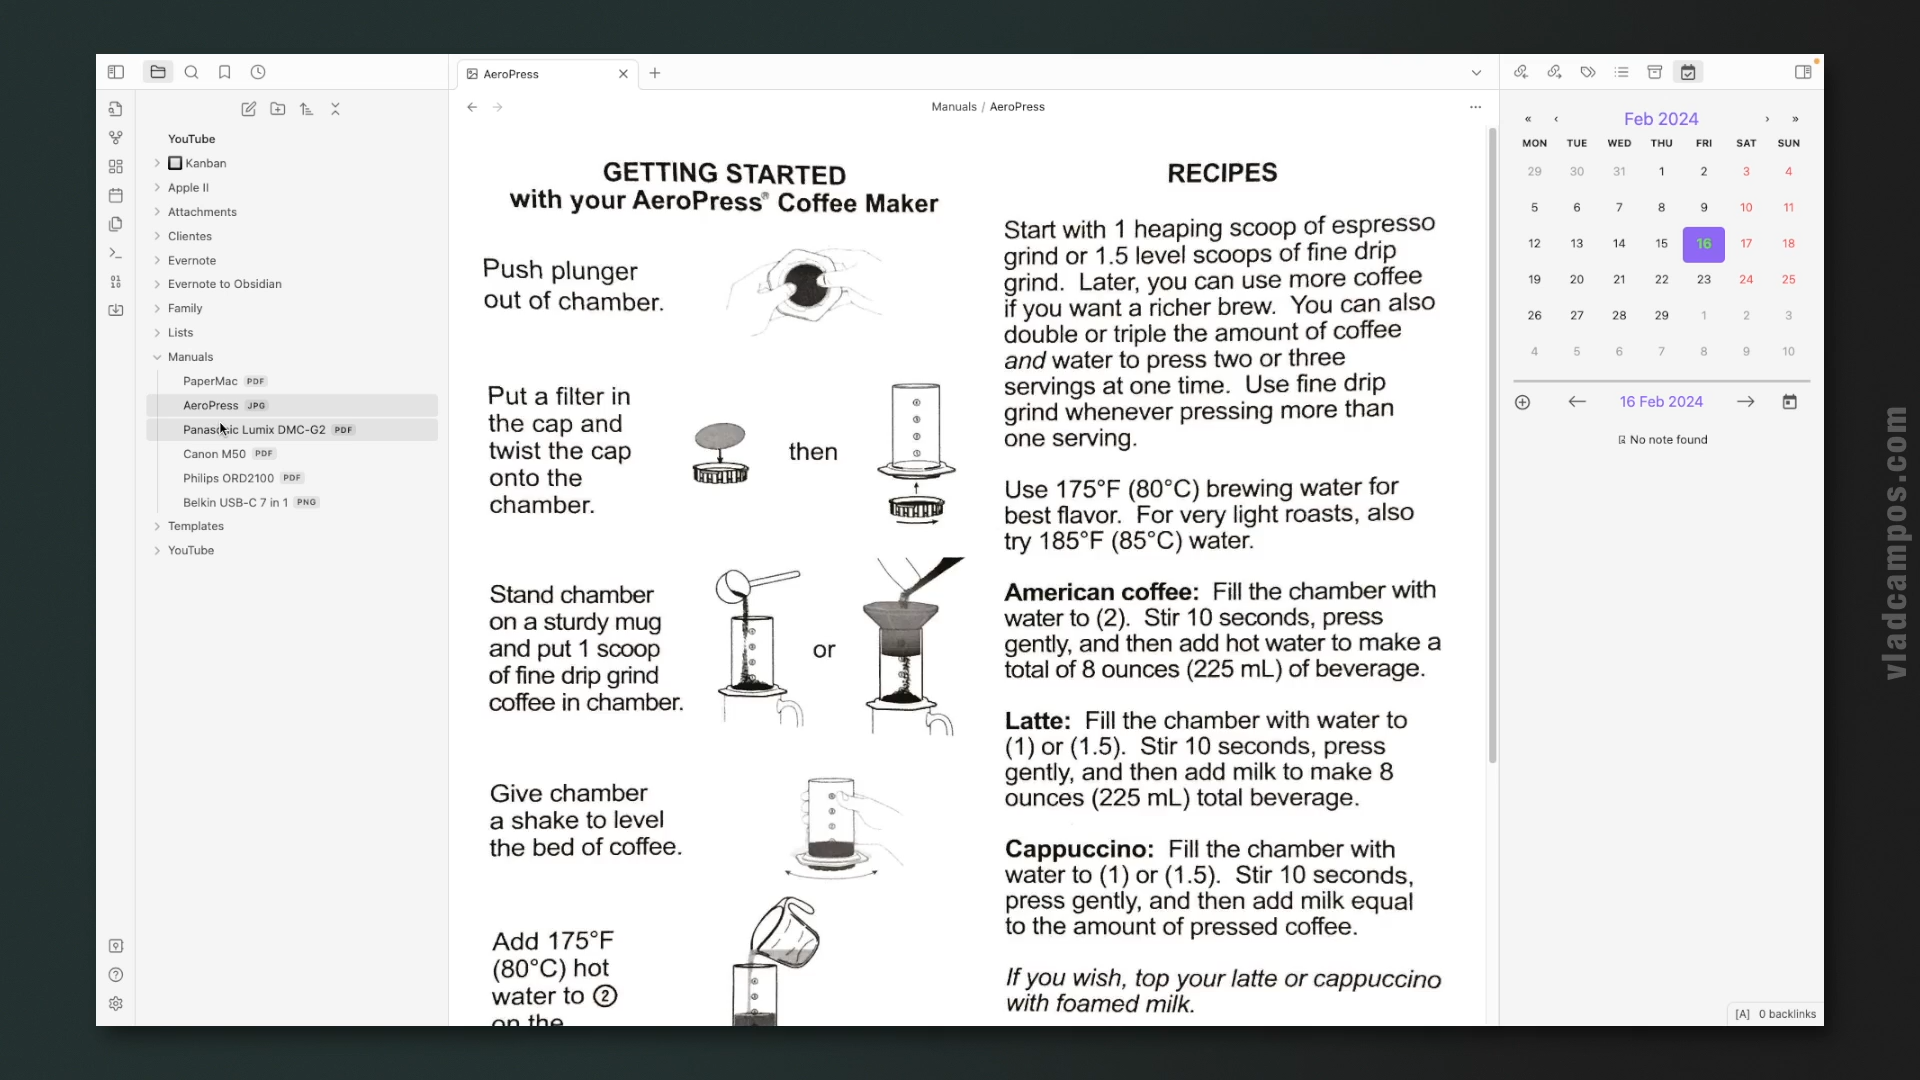 AeroPress
Manuals / AeroPress
YouTube
Kanban
Apple II
Attachments
Clientes
Evernote
Evernote to Obsidian
Family
Lists
Manuals
PaperMac PDF
AeroPress JPG
Panasonic Lumix DMC-G2 PDF
Canon M50 PDF
Philips ORD2100 PDF
Belkin USB-C 7 in 1 PNG
Templates
YouTube
GETTING STARTED
with your AeroPress® Coffee Maker
Push plunger
out of chamber.
Put a filter in
the cap and
twist the cap
onto the
chamber.
then
Stand chamber
on a sturdy mug
and put 1 scoop
of fine drip grind
coffee in chamber.
or
Give chamber
a shake to level
the bed of coffee.
Add 175°F
(80°C) hot
water to ②
on the
RECIPES
Start with 1 heaping scoop of espresso
grind or 1.5 level scoops of fine drip
grind. Later, you can use more coffee
if you want a richer brew. You can also
double or triple the amount of coffee
and water to press two or three
servings at one time. Use fine drip
grind whenever pressing more than
one serving.
Use 175°F (80°C) brewing water for
best flavor. For very light roasts, also
try 185°F (85°C) water.
American coffee: Fill the chamber with
water to (2). Stir 10 seconds, press
gently, and then add hot water to make a
total of 8 ounces (225 mL) of beverage.
Latte: Fill the chamber with water to
(1) or (1.5). Stir 10 seconds, press
gently, and then add milk to make 8
ounces (225 mL) total beverage.
Cappuccino: Fill the chamber with
water to (1) or (1.5). Stir 10 seconds,
press gently, and then add milk equal
to the amount of pressed coffee.
If you wish, top your latte or cappuccino
with foamed milk.
« ‹ Feb 2024 › »
MON TUE WED THU FRI SAT SUN
29 30 31 1 2 3 4
5 6 7 8 9 10 11
12 13 14 15 16 17 18
19 20 21 22 23 24 25
26 27 28 29 1 2 3
4 5 6 7 8 9 10
16 Feb 2024
No note found
[A] 0 backlinks
vladcampos.com